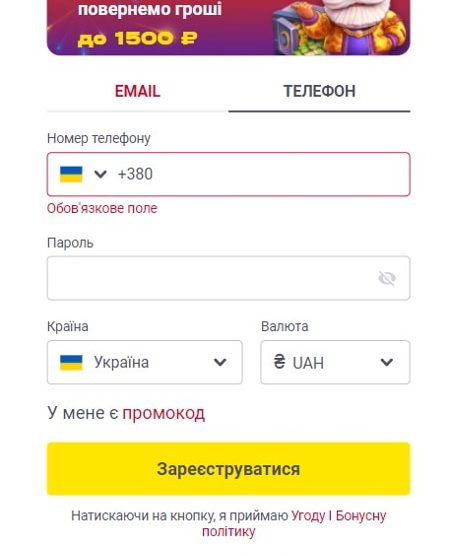 повернемо гроші
до 1500 ₽
EMAIL ТЕЛЕФОН
Номер телефону
+380
Обов'язкове поле
Пароль
Країна Валюта
Україна ₴ UAH
У мене є промокод
Зареєструватися
Натискаючи на кнопку, я приймаю Угоду І Бонусну
політику